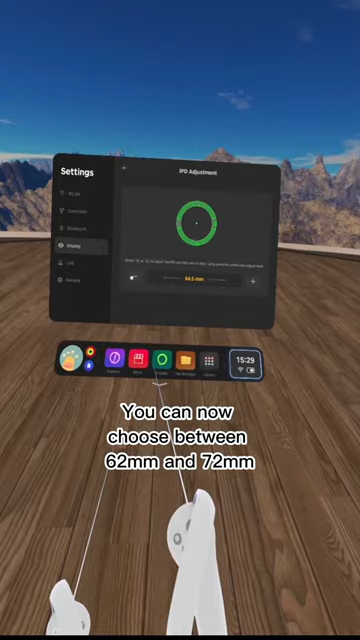 Settings
IPD Adjustment
WLAN
Controller
Bluetooth
Display
LAB
General
64.5 mm
15:29
Library
You can now
choose between
62mm and 72mm